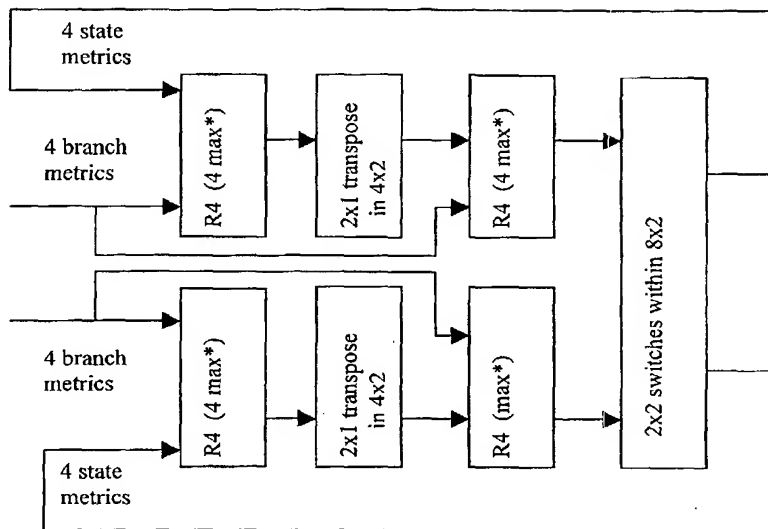 4 state
metrics
4 branch
metrics
R4 (4 max*)
2x1 transpose
in 4x2
R4 (4 max*)
2x2 switches within 8x2
4 branch
metrics
R4 (4 max*)
2x1 transpose
in 4x2
R4 (max*)
4 state
metrics